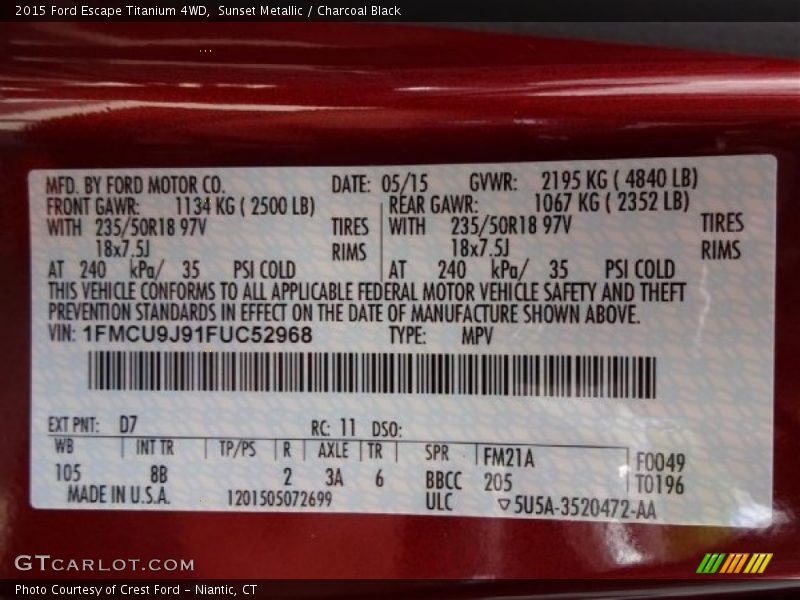 2015 Ford Escape Titanium 4WD,  Sunset Metallic / Charcoal Black
...
MFD. BY FORD MOTOR CO. DATE: 05/15 GVWR: 2195 KG ( 4840 LB)
FRONT GAWR: 1134 KG ( 2500 LB) REAR GAWR: 1067 KG ( 2352 LB)
WITH 235/50R18 97V TIRES WITH 235/50R18 97V TIRES
18x7.5J RIMS 18x7.5J RIMS
AT 240 kPa/ 35 PSI COLD AT 240 kPa/ 35 PSI COLD
THIS VEHICLE CONFORMS TO ALL APPLICABLE FEDERAL MOTOR VEHICLE SAFETY AND THEFT
PREVENTION STANDARDS IN EFFECT ON THE DATE OF MANUFACTURE SHOWN ABOVE.
VIN: 1FMCU9J91FUC52968 TYPE: MPV
EXT PNT: D7 RC: 11 DSO:
WB INT TR TP/PS R AXLE TR SPR FM21A F0049
105 8B 2 3A 6 BBCC 205 T0196
MADE IN U.S.A. 1201505072699 ULC ▽5U5A-3520472-AA
GTCARLOT.COM
Photo Courtesy of Crest Ford - Niantic, CT